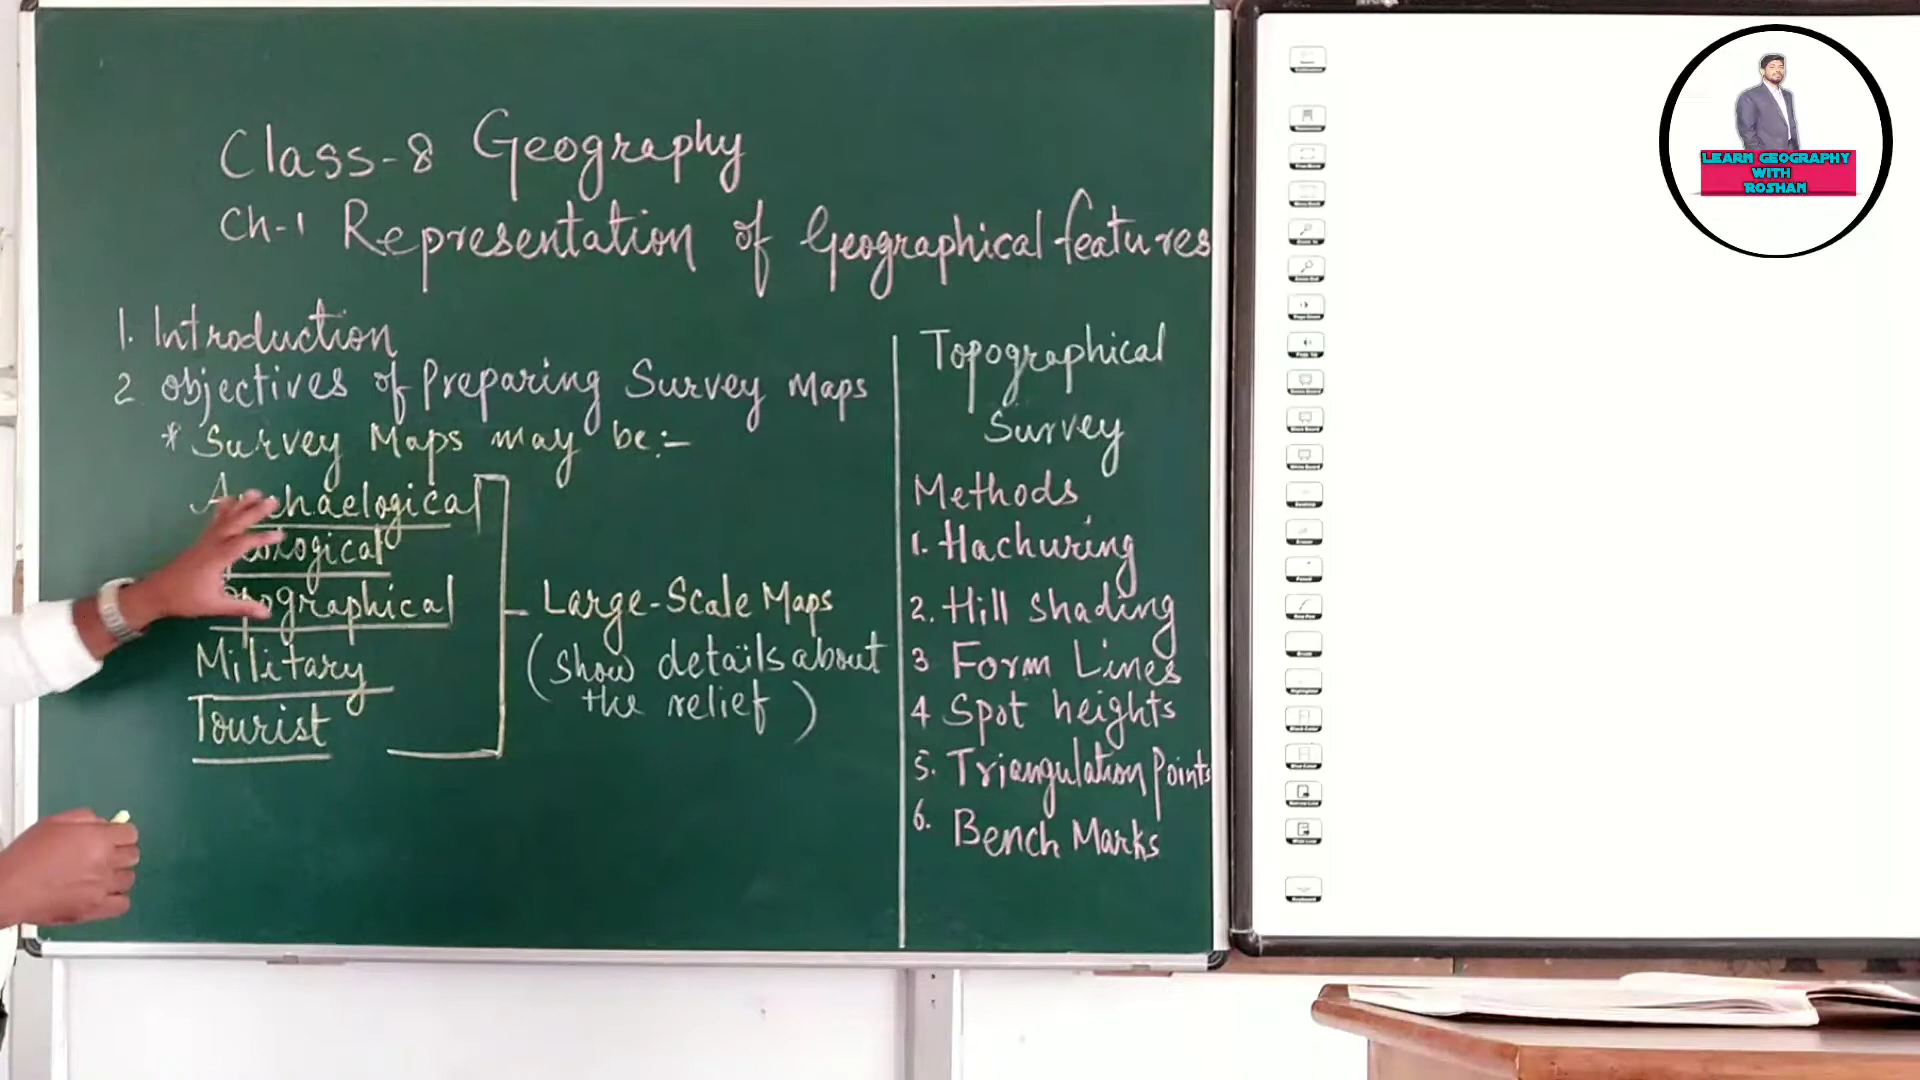 Class-8 Geography
Ch-1 Representation of Geographical features
1. Introduction
2. Objectives of Preparing Survey Maps
* Survey Maps may be:-
Military
Tourist
Large-Scale Maps
(Show details about
the relief)
Topographical
Survey
Methods
1. Hachuring
2. Hill shading
3 Form Lines
4 Spot heights
5. Triangulation Points
6. Bench Marks
LEARN GEOGRAPHY
WITH
ROSHAN